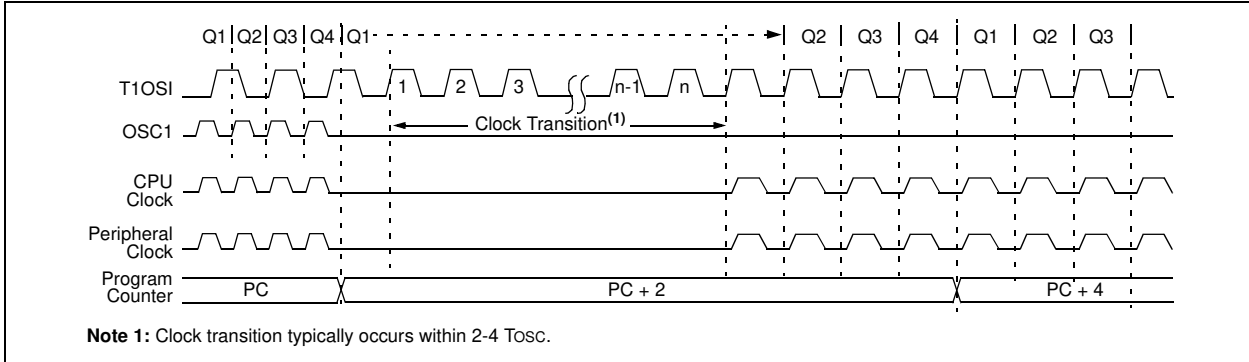 Q1 Q2 Q3 Q4 Q1 Q2 Q3 Q4 Q1 Q2 Q3
T1OSI 1 2 3 n-1 n
OSC1 Clock Transition(1)
CPU
Clock
Peripheral
Clock
Program
Counter PC PC + 2 PC + 4
Note 1: Clock transition typically occurs within 2-4 TOSC.